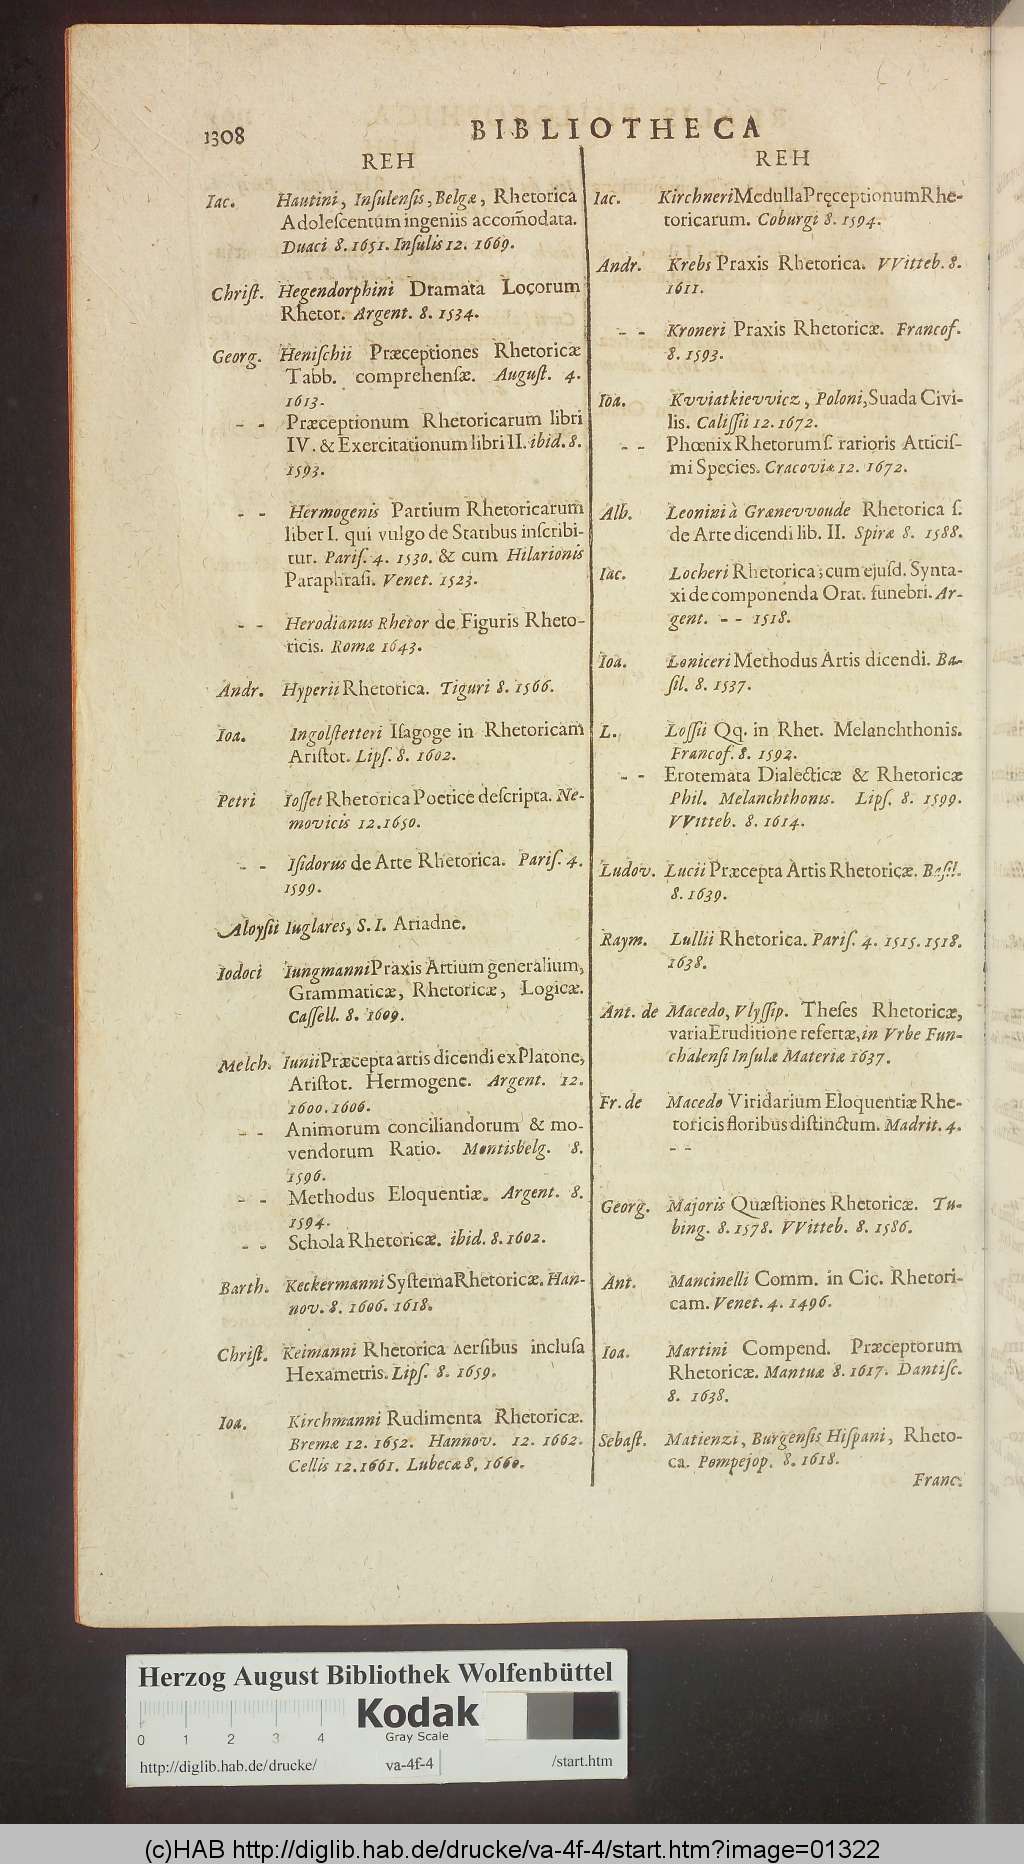 1308
BIBLIOTHECA
REH
Iac. Hautini, Inſulenſis, Belgæ, Rhetorica
Adoleſcentum ingeniis accom̃odata.
Duaci 8. 1651. Inſulis 12. 1669.
Chriſt. Hegendorphini Dramata Locorum
Rhetor. Argent. 8. 1534.
Georg. Heniſchii Præceptiones Rhetoricæ
Tabb. comprehenſæ. Auguſt. 4.
1613.
- - Præceptionum Rhetoricarum libri
IV. & Exercitationum libri II. ibid. 8.
1593.
- - Hermogenis Partium Rhetoricarum
liber I. qui vulgo de Statibus inſcribi-
tur. Pariſ. 4. 1530. & cum Hilarionis
Paraphraſi. Venet. 1523.
- - Herodianus Rhetor de Figuris Rheto-
ricis. Romæ 1643.
Andr. Hyperii Rhetorica. Tiguri 8. 1566.
Ioa. Ingolſtetteri Iſagoge in Rhetoricam
Ariſtot. Lipſ. 8. 1602.
Petri Ioſſet Rhetorica Poetice deſcripta. Ne-
movicis 12. 1650.
- - Iſidorus de Arte Rhetorica. Pariſ. 4.
1599.
Aloyſii Iuglares, S. I. Ariadne.
Iodoci Iungmanni Praxis Artium generalium,
Grammaticæ, Rhetoricæ, Logicæ.
Caſſell. 8. 1609.
Melch. Iunii Præcepta artis dicendi ex Platone,
Ariſtot. Hermogene. Argent. 12.
1600. 1606.
- - Animorum conciliandorum & mo-
vendorum Ratio. Montisbelg. 8.
1596.
- - Methodus Eloquentiæ. Argent. 8.
1594.
- - Schola Rhetoricæ. ibid. 8. 1602.
Barth. Keckermanni Syſtema Rhetoricæ. Han-
nov. 8. 1606. 1618.
Chriſt. Keimanni Rhetorica verſibus incluſa
Hexametris. Lipſ. 8. 1659.
Ioa. Kirchmanni Rudimenta Rhetoricæ.
Bremæ 12. 1652. Hannov. 12. 1662.
Cellis 12. 1661. Lubecæ 8. 1660.
REH
Iac. Kirchneri Medulla Pręceptionum Rhe-
toricarum. Coburgi 8. 1594.
Andr. Krebs Praxis Rhetorica. VVitteb. 8.
1611.
- - Kroneri Praxis Rhetoricæ. Francof.
8. 1593.
Ioa. Kvviatkievvicz, Poloni, Suada Civi-
lis. Caliſſii 12. 1672.
- - Phœnix Rhetorum ſ. rarioris Atticiſ-
mi Species. Cracoviæ 12. 1672.
Alb. Leonini à Grænevvoude Rhetorica ſ.
de Arte dicendi lib. II. Spiræ 8. 1588.
Iac. Locheri Rhetorica; cum ejuſd. Synta-
xi de componenda Orat. funebri. Ar-
gent. - - 1518.
Ioa. Loniceri Methodus Artis dicendi. Ba-
ſil. 8. 1537.
L. Loſſii Qq. in Rhet. Melanchthonis.
Francof. 8. 1592.
- - Erotemata Dialecticæ & Rhetoricæ
Phil. Melanchthonis. Lipſ. 8. 1599.
VVitteb. 8. 1614.
Ludov. Lucii Præcepta Artis Rhetoricæ. Baſil.
8. 1639.
Raym. Lullii Rhetorica. Pariſ. 4. 1515. 1518.
1638.
Ant. de Macedo, Vlyſſip. Theſes Rhetoricæ,
varia Eruditione refertæ, in Vrbe Fun-
chalenſi Inſulæ Materiæ 1637.
Fr. de Macedo Viridarium Eloquentiæ Rhe-
toricis floribus diſtinctum. Madrit. 4.
- -
Georg. Majoris Quæſtiones Rhetoricæ. Tu-
bing. 8. 1578. VVitteb. 8. 1586.
Ant. Mancinelli Comm. in Cic. Rhetori-
cam. Venet. 4. 1496.
Ioa. Martini Compend. Præceptorum
Rhetoricæ. Mantuæ 8. 1617. Dantiſc.
8. 1638.
Sebaſt. Matienzi, Burgenſis Hiſpani, Rheto-
ca. Pompejop. 8. 1618.
Franc.
Herzog August Bibliothek Wolfenbüttel
Kodak
Gray Scale
0 1 2 3 4
http://diglib.hab.de/drucke/ va-4f-4 /start.htm
(c)HAB http://diglib.hab.de/drucke/va-4f-4/start.htm?image=01322